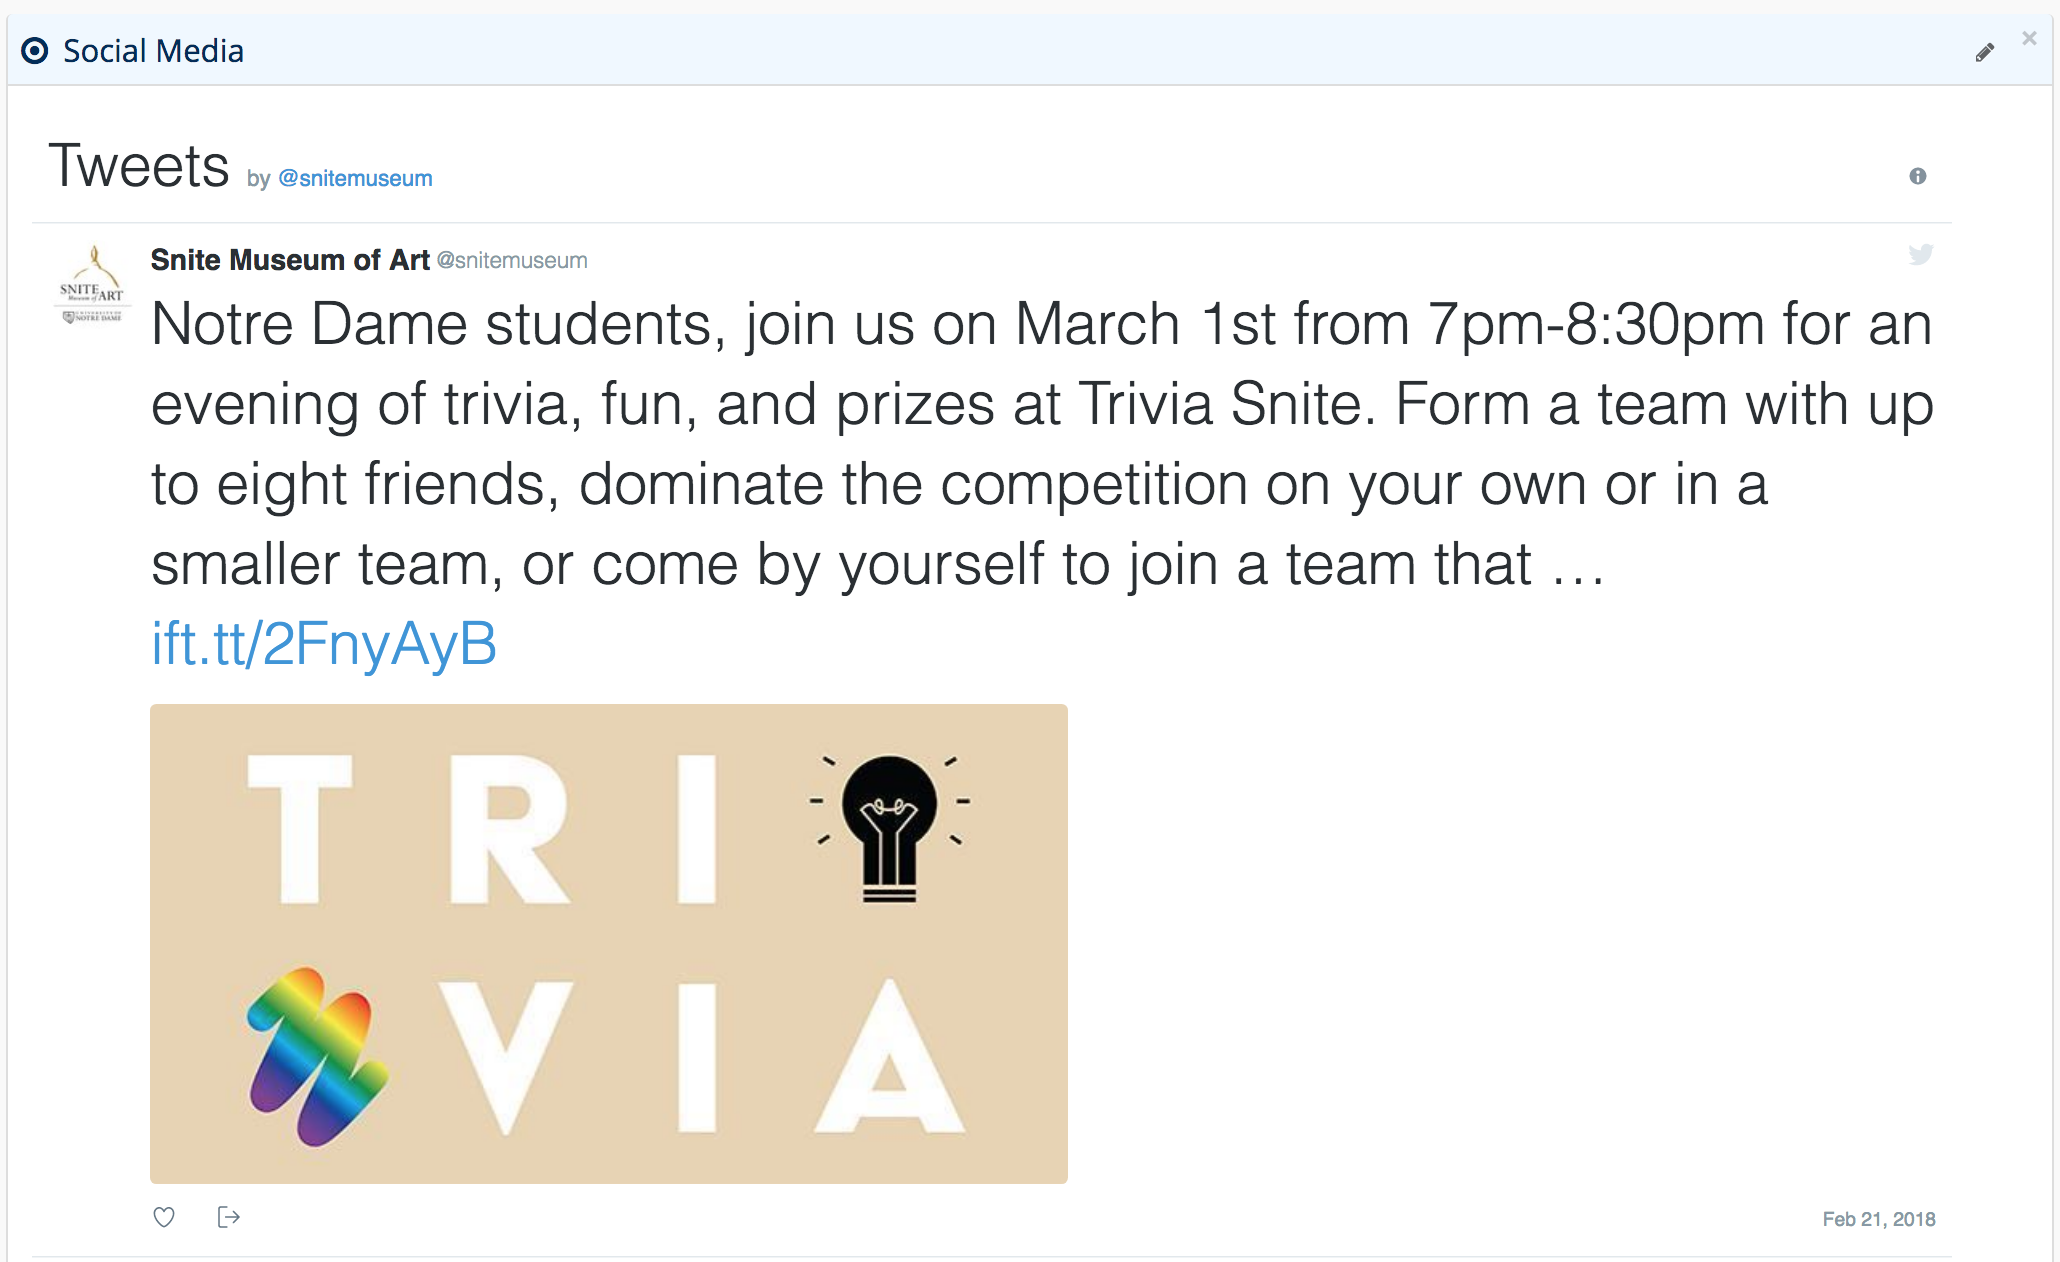 Social Media
Tweets by @snitemuseum
SNITE
Museum of ART
NOTRE DAME
Snite Museum of Art @snitemuseum
Notre Dame students, join us on March 1st from 7pm-8:30pm for an
evening of trivia, fun, and prizes at Trivia Snite. Form a team with up
to eight friends, dominate the competition on your own or in a
smaller team, or come by yourself to join a team that …
ift.tt/2FnyAyB
TRI
VIA
Feb 21, 2018